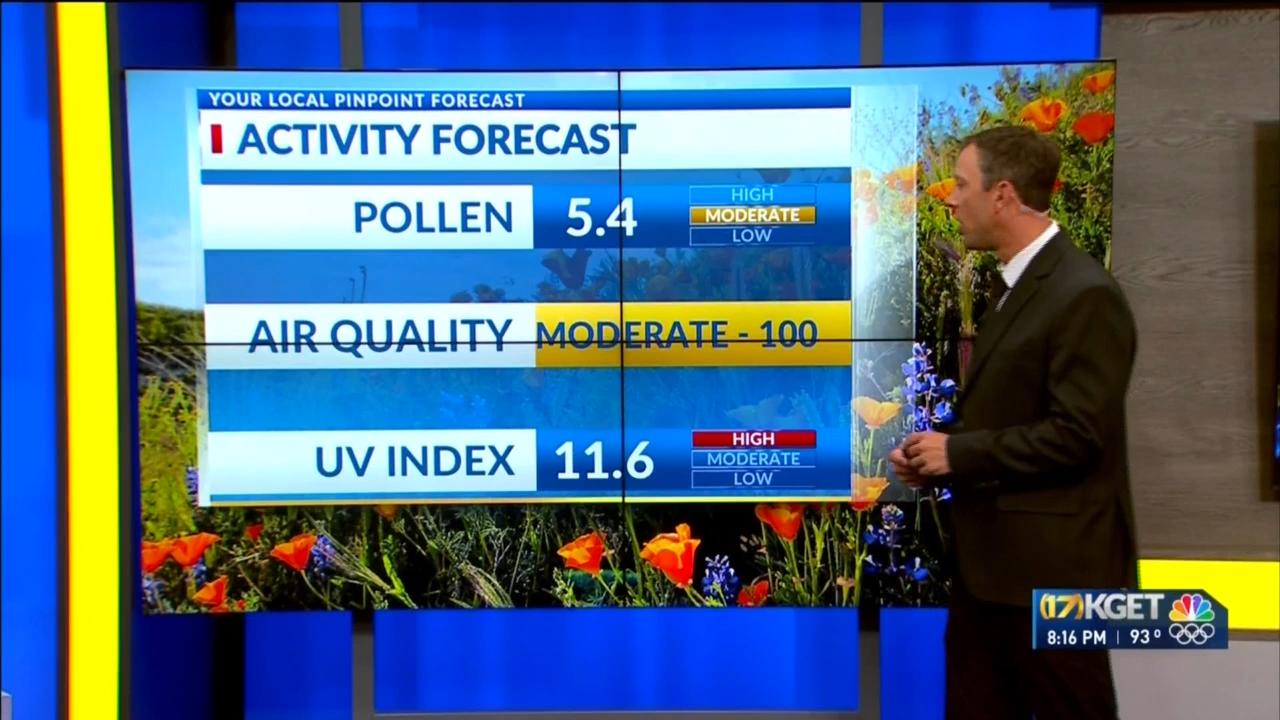 YOUR LOCAL PINPOINT FORECAST
ACTIVITY FORECAST
POLLEN 5.4 HIGH
MODERATE
LOW
AIR QUALITY MODERATE - 100
UV INDEX 11.6 HIGH
MODERATE
LOW
17 KGET
8:16 PM | 93°